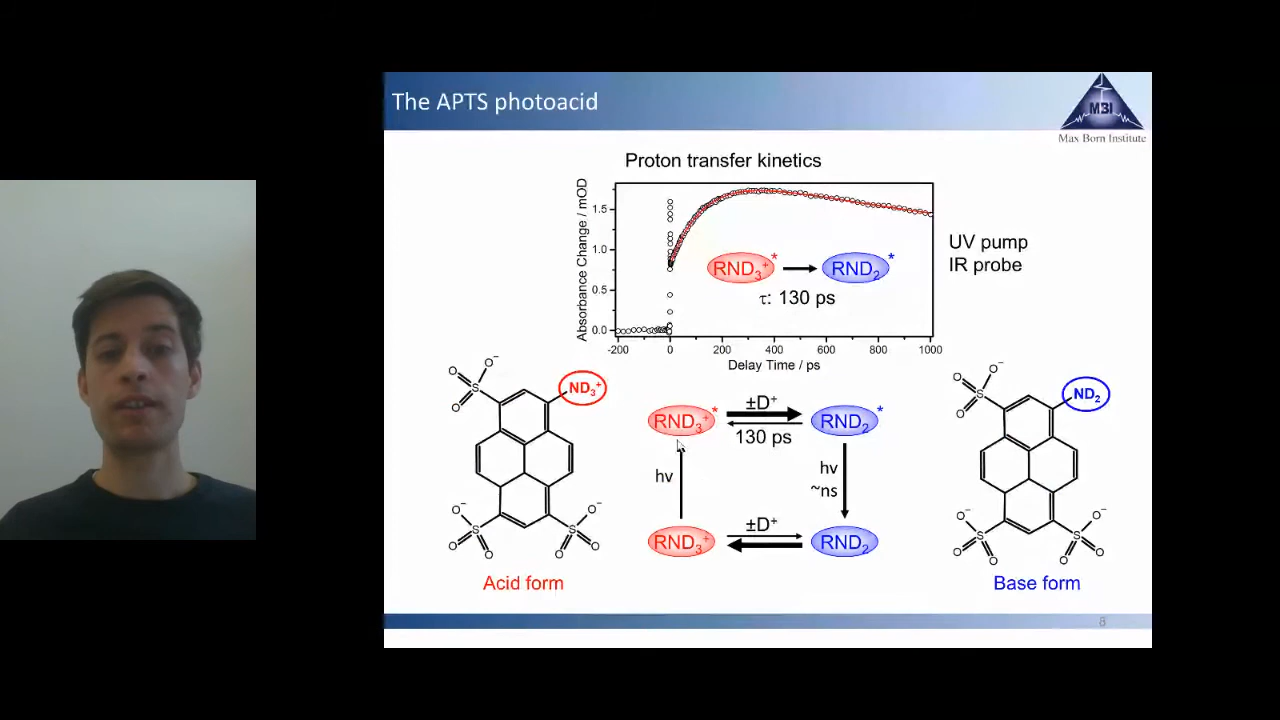 The APTS photoacid
MBI
Max Born Institute
Proton transfer kinetics
Absorbance Change / mOD
1.5
1.0
0.5
0.0
-200 0 200 400 600 800 1000
Delay Time / ps
RND₃⁺* RND₂*
τ: 130 ps
UV pump
IR probe
O O⁻ S O ND₃⁺
O⁻ O S O O S O⁻ O
Acid form
RND₃⁺* ±D⁺ RND₂*
130 ps
hν hν
~ns
RND₃⁺ ±D⁺ RND₂
O O⁻ S O ND₂
O⁻ O S O O S O⁻ O
Base form
8